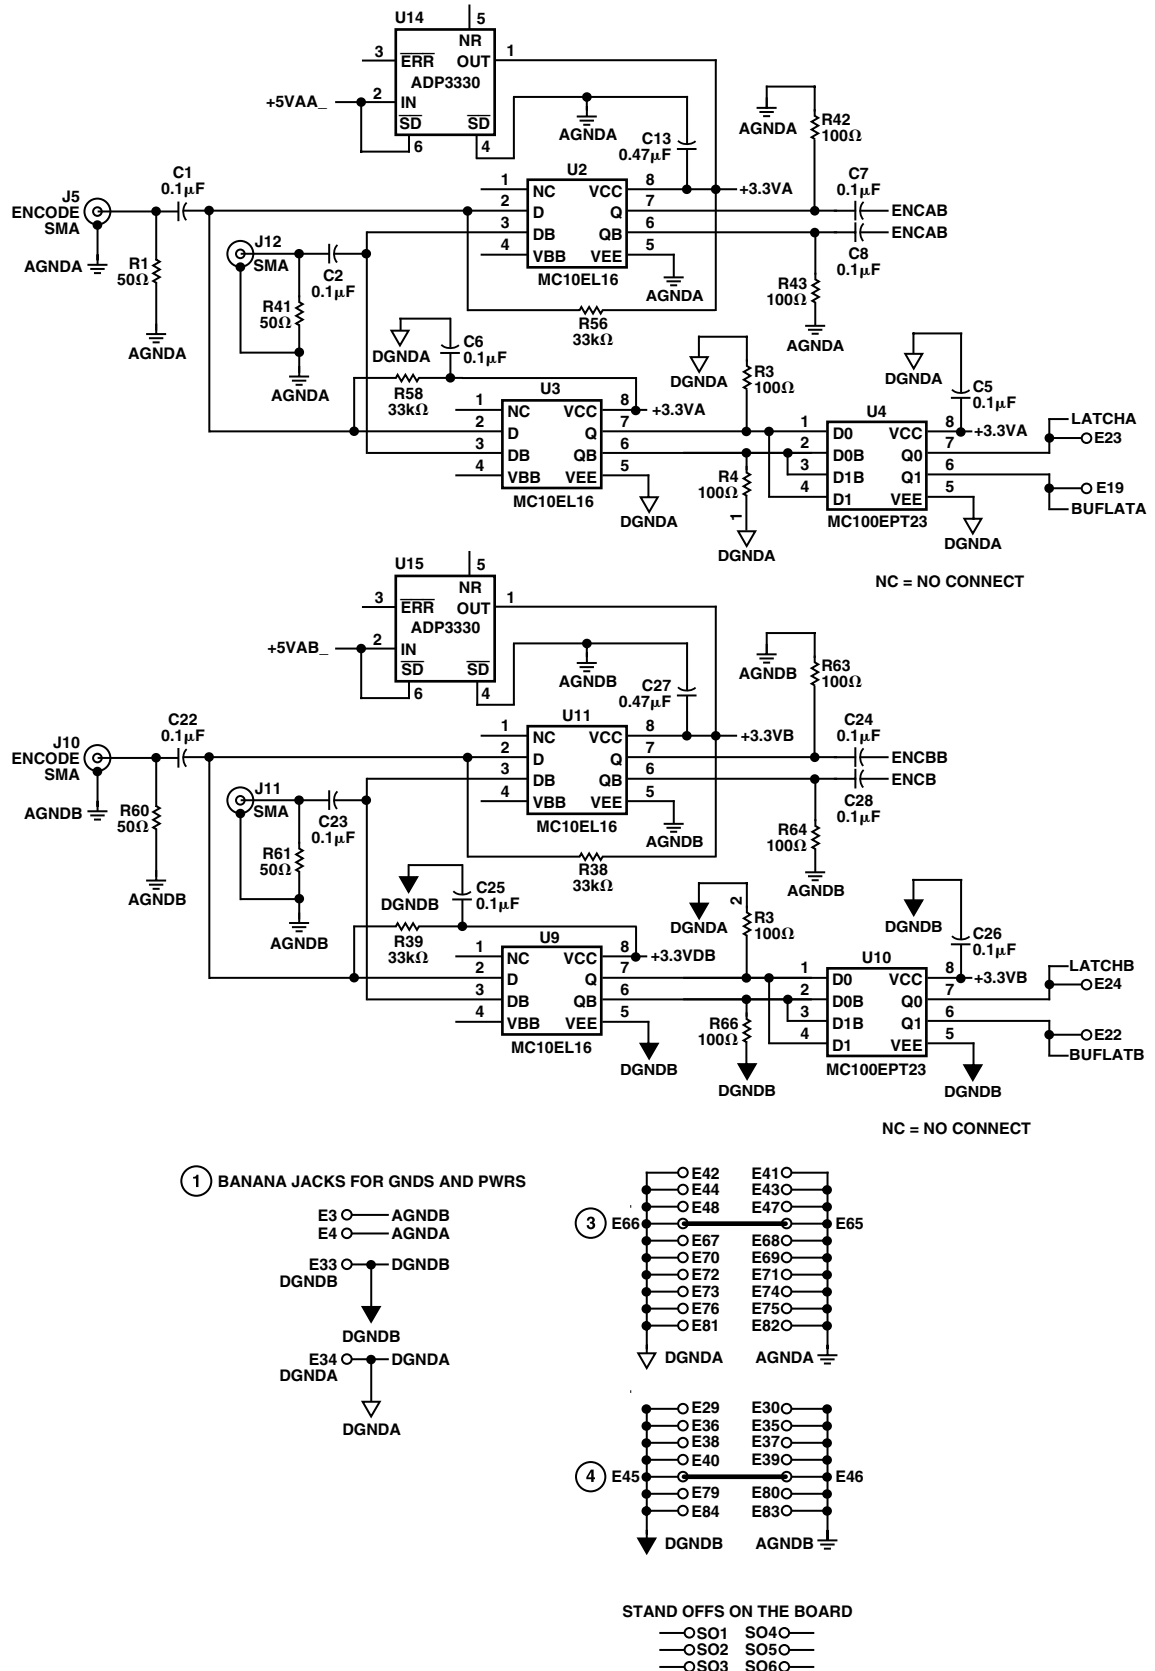 U14
5
NR
3
ERR
OUT
1
ADP3330
+5VAA_
2
IN
SD
SD
6
4
AGNDA
C13
0.47µF
AGNDA
R42
100Ω
C1
0.1µF
J5
ENCODE
SMA
AGNDA
R1
50Ω
AGNDA
J12
SMA
C2
0.1µF
R41
50Ω
AGNDA
U2
1
NC
VCC
8
+3.3VA
2
D
Q
7
3
DB
QB
6
4
VBB
VEE
5
MC10EL16
AGNDA
C7
0.1µF
ENCAB
ENCAB
C8
0.1µF
R43
100Ω
AGNDA
R56
33kΩ
DGNDA
C6
0.1µF
R58
33kΩ
U3
1
NC
VCC
8
+3.3VA
2
D
Q
7
3
DB
QB
6
4
VBB
VEE
5
MC10EL16
DGNDA
DGNDA
R3
100Ω
R4
100Ω
1
DGNDA
DGNDA
C5
0.1µF
U4
1
D0
VCC
8
+3.3VA
2
D0B
Q0
7
3
D1B
Q1
6
4
D1
VEE
5
MC100EPT23
DGNDA
LATCHA
E23
E19
BUFLATA
NC = NO CONNECT
U15
5
NR
3
ERR
OUT
1
ADP3330
+5VAB_
2
IN
SD
SD
6
4
AGNDB
C27
0.47µF
AGNDB
R63
100Ω
C22
0.1µF
J10
ENCODE
SMA
AGNDB
R60
50Ω
AGNDB
J11
SMA
C23
0.1µF
R61
50Ω
AGNDB
U11
1
NC
VCC
8
+3.3VB
2
D
Q
7
3
DB
QB
6
4
VBB
VEE
5
MC10EL16
AGNDB
C24
0.1µF
ENCBB
ENCB
C28
0.1µF
R64
100Ω
AGNDB
R38
33kΩ
DGNDB
C25
0.1µF
R39
33kΩ
U9
1
NC
VCC
8
+3.3VDB
2
D
Q
7
3
DB
QB
6
4
VBB
VEE
5
MC10EL16
DGNDB
DGNDA
2
R3
100Ω
R66
100Ω
DGNDB
DGNDB
C26
0.1µF
U10
1
D0
VCC
8
+3.3VB
2
D0B
Q0
7
3
D1B
Q1
6
4
D1
VEE
5
MC100EPT23
DGNDB
LATCHB
E24
E22
BUFLATB
NC = NO CONNECT
1 BANANA JACKS FOR GNDS AND PWRS
E3 AGNDB
E4 AGNDA
E33 DGNDB
DGNDB
DGNDB
E34 DGNDA
DGNDA
DGNDA
E42 E41
E44 E43
E48 E47
3 E66 E65
E67 E68
E70 E69
E72 E71
E73 E74
E76 E75
E81 E82
DGNDA AGNDA
E29 E30
E36 E35
E38 E37
E40 E39
4 E45 E46
E79 E80
E84 E83
DGNDB AGNDB
STAND OFFS ON THE BOARD
SO1 SO4
SO2 SO5
SO3 SO6